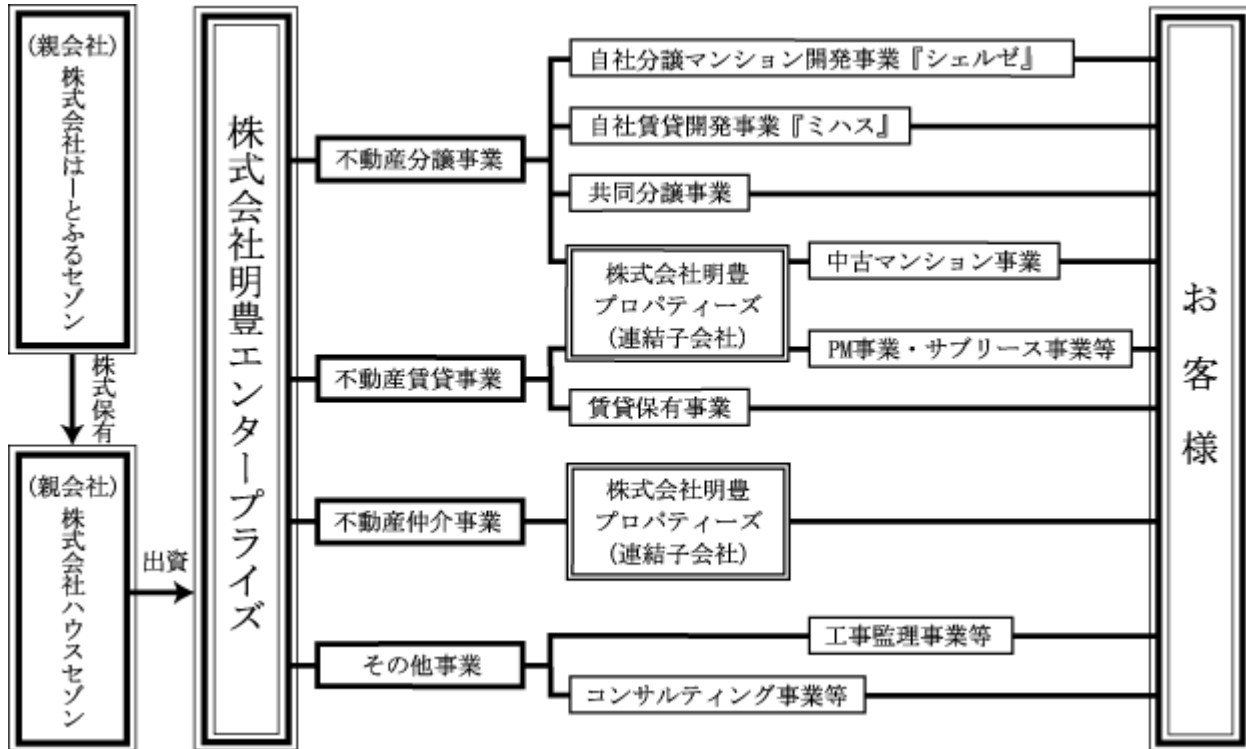 (親会社)
株式会社はーとふるセゾン
株式保有
(親会社)
株式会社ハウスセゾン
出資
株式会社明豊エンタープライズ
不動産分譲事業
自社分譲マンション開発事業『シェルゼ』
自社賃貸開発事業『ミハス』
共同分譲事業
株式会社明豊
プロパティーズ
(連結子会社)
中古マンション事業
不動産賃貸事業
PM事業・サブリース事業等
賃貸保有事業
不動産仲介事業
株式会社明豊
プロパティーズ
(連結子会社)
その他事業
工事監理事業等
コンサルティング事業等
お客様